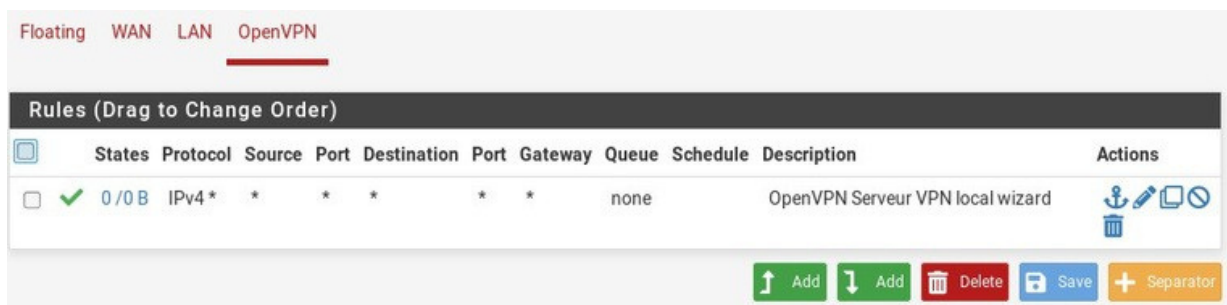 Floating WAN LAN OpenVPN
Rules (Drag to Change Order)
States Protocol Source Port Destination Port Gateway Queue Schedule Description Actions
0 /0 B IPv4 * * * * * * none OpenVPN Serveur VPN local wizard
Add Add Delete Save Separator